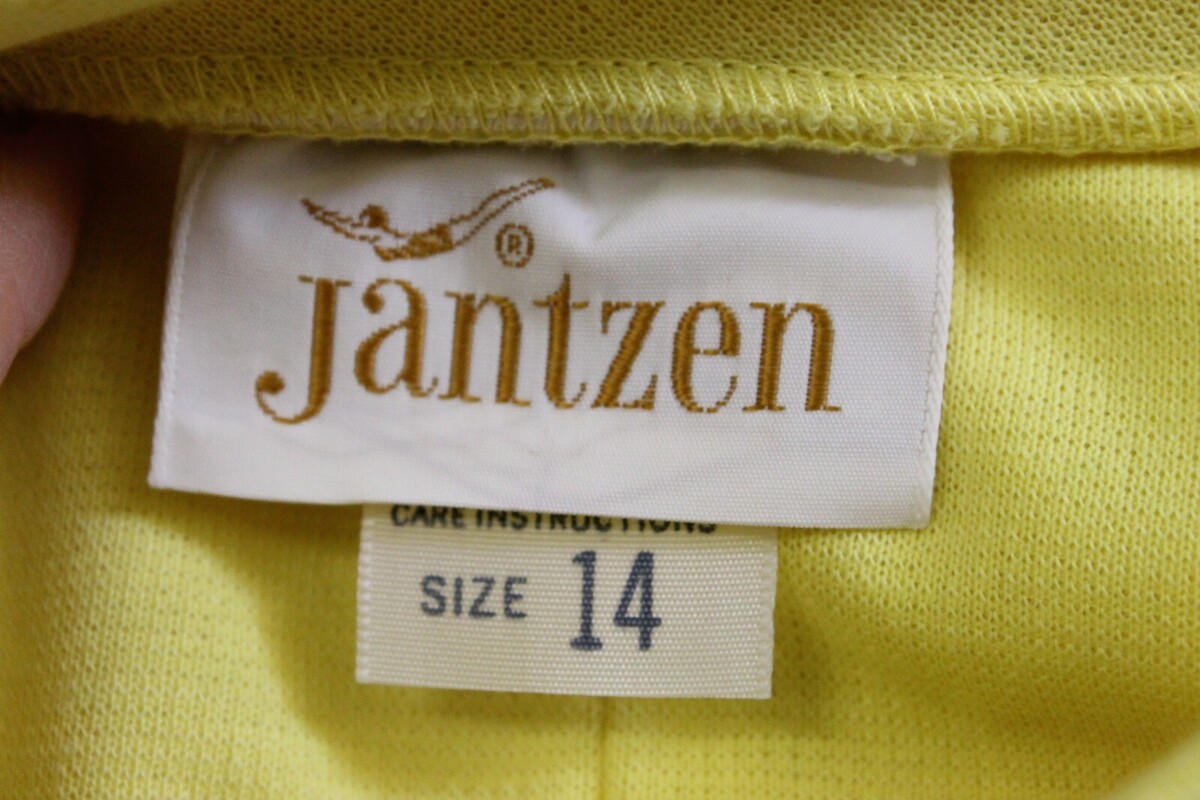 ®
Jantzen
CARE INSTRUCTIONS
SIZE 14